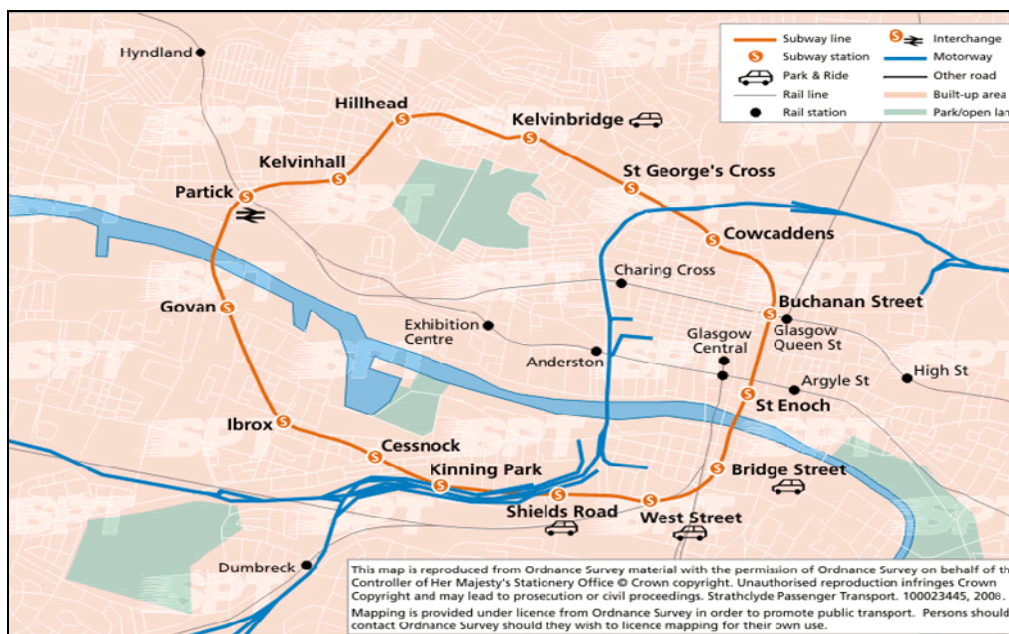 Hyndland
Subway line
Subway station
Park & Ride
Rail line
Rail station
Interchange
Motorway
Other road
Built-up area
Park/open lan
Hillhead
Kelvinbridge
Kelvinhall
St George's Cross
Partick
Cowcaddens
Charing Cross
Buchanan Street
Govan
Exhibition
Centre
Glasgow
Central
Glasgow
Queen St
Anderston
Argyle St
High St
St Enoch
Ibrox
Cessnock
Kinning Park
Bridge Street
Shields Road
West Street
Dumbreck
This map is reproduced from Ordnance Survey material with the permission of Ordnance Survey on behalf of th
Controller of Her Majesty's Stationery Office © Crown copyright. Unauthorised reproduction infringes Crown
Copyright and may lead to prosecution or civil proceedings. Strathclyde Passenger Transport. 100023445, 2008.
Mapping is provided under licence from Ordnance Survey in order to promote public transport. Persons should
contact Ordnance Survey should they wish to licence mapping for their own use.
SPT